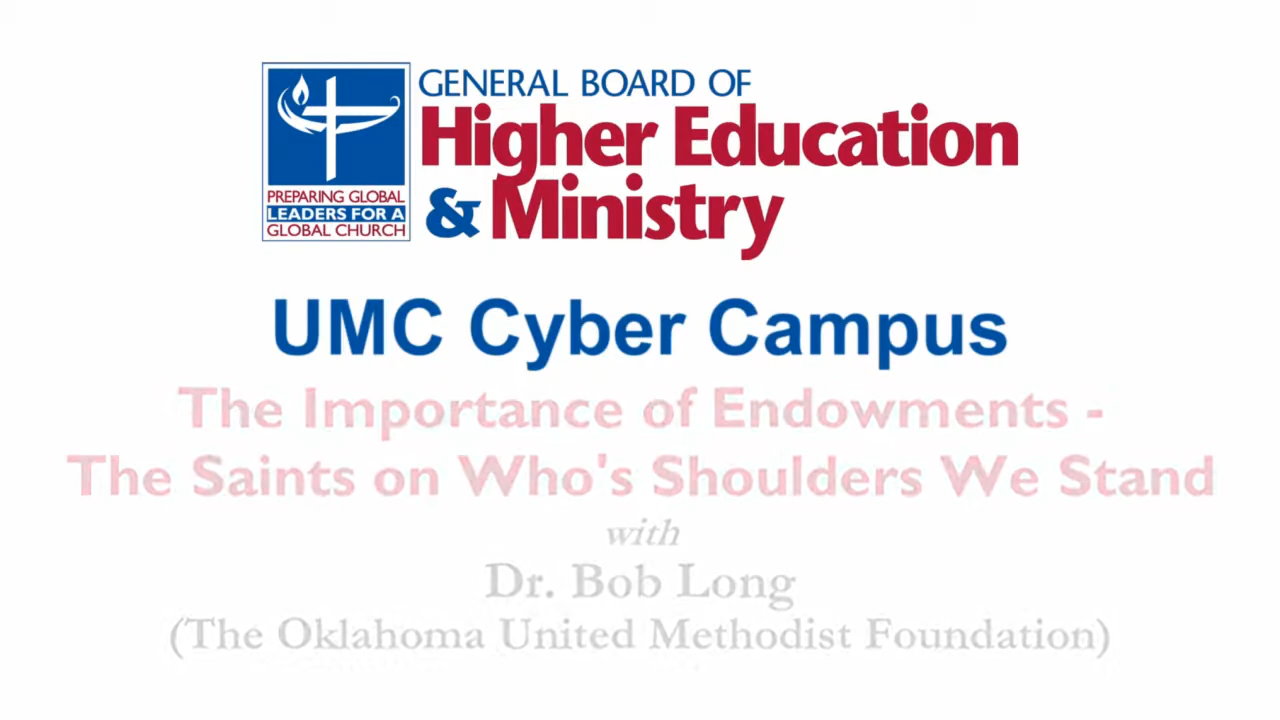 GENERAL BOARD OF
Higher Education
& Ministry
PREPARING GLOBAL
LEADERS FOR A
GLOBAL CHURCH
UMC Cyber Campus
The Importance of Endowments -
The Saints on Who's Shoulders We Stand
with
Dr. Bob Long
(The Oklahoma United Methodist Foundation)